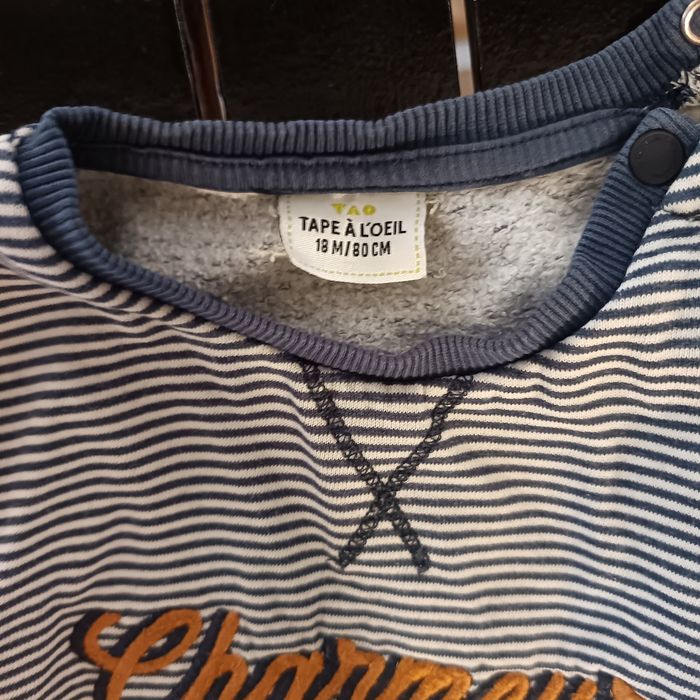 TAO
TAPE À L'OEIL
18 M/80 CM